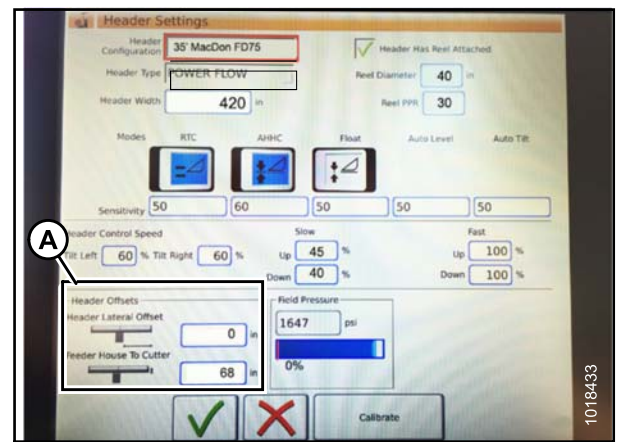 Header Settings
Header Configuration 35' MacDon FD75
Header Has Reel Attached
Header Type POWER FLOW
Reel Diameter 40 in
Header Width 420 in
Reel PPR 30
Modes RTC AHHC Float Auto Level Auto Tilt
Sensitivity 50 60 50 50 50
Header Control Speed
Slow Fast
Tilt Left 60 % Tilt Right 60 % Up 45 % Up 100 %
Down 40 % Down 100 %
A
Header Offsets
Header Lateral Offset
0 in
Feeder House To Cutter
68 in
Field Pressure
1647 psi
0%
Calibrate
1018433